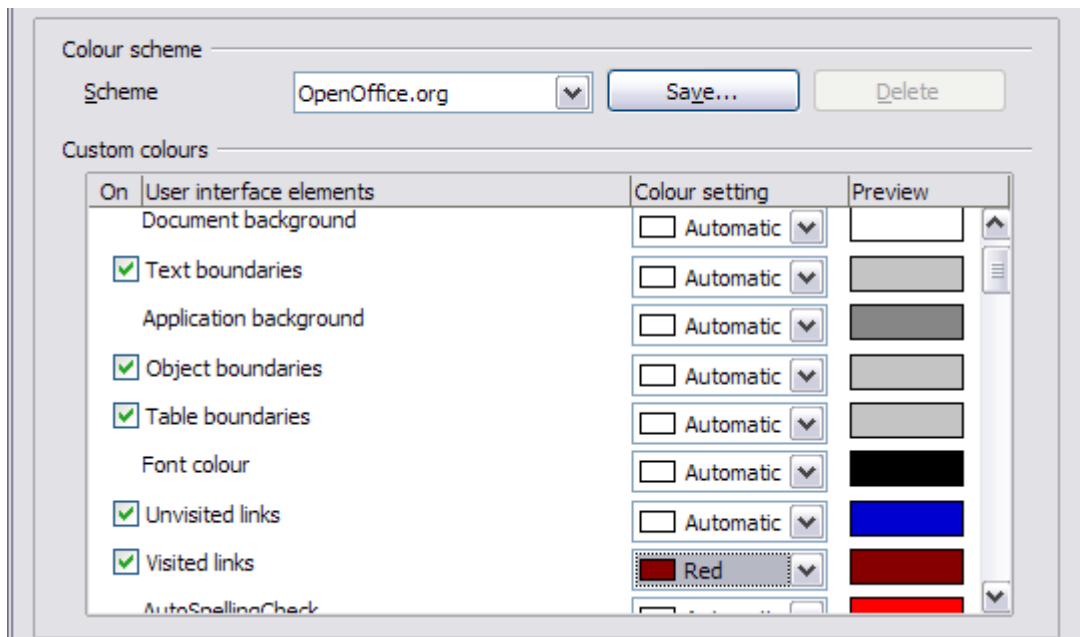 Colour scheme
Scheme OpenOffice.org Save... Delete
Custom colours
On User interface elements Colour setting Preview
Document background Automatic
Text boundaries Automatic
Application background Automatic
Object boundaries Automatic
Table boundaries Automatic
Font colour Automatic
Unvisited links Automatic
Visited links Red
AutoSpellingCheck